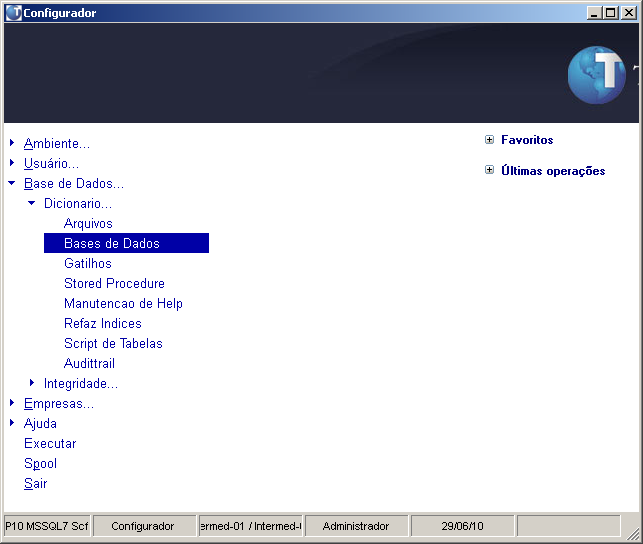 Configurador
T
Ambiente...
Usuário...
Base de Dados...
Dicionario...
Arquivos
Bases de Dados
Gatilhos
Stored Procedure
Manutencao de Help
Refaz Indices
Script de Tabelas
Audittrail
Integridade...
Empresas...
Ajuda
Executar
Spool
Sair
Favoritos
Últimas operações
P10 MSSQL7 Scf Configurador ermed-01 / Intermed-( Administrador 29/06/10